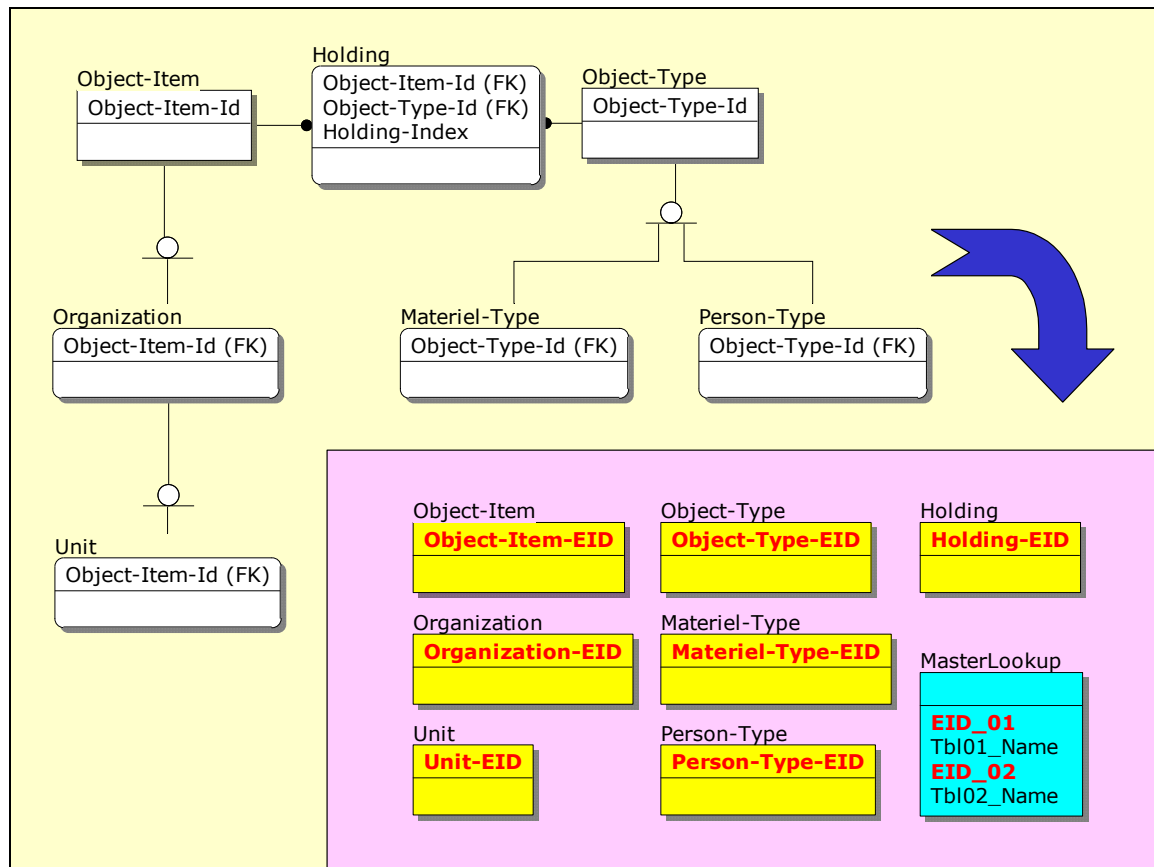 Holding
Object-Item-Id (FK)
Object-Type-Id (FK)
Holding-Index
Object-Item
Object-Item-Id
Object-Type
Object-Type-Id
Organization
Object-Item-Id (FK)
Materiel-Type
Object-Type-Id (FK)
Person-Type
Object-Type-Id (FK)
Unit
Object-Item-Id (FK)
Object-Item
Object-Item-EID
Object-Type
Object-Type-EID
Holding
Holding-EID
Organization
Organization-EID
Materiel-Type
Materiel-Type-EID
MasterLookup
EID_01
Tbl01_Name
EID_02
Tbl02_Name
Unit
Unit-EID
Person-Type
Person-Type-EID